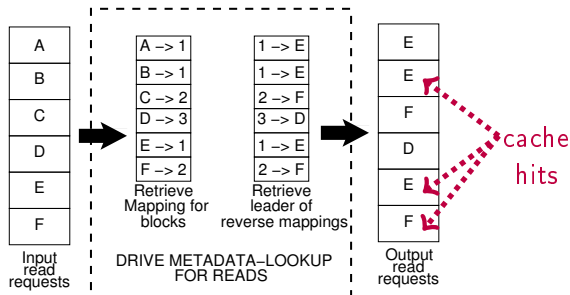 A
B
C
D
E
F
Input
read
requests
A -> 1
B -> 1
C -> 2
D -> 3
E -> 1
F -> 2
Retrieve
Mapping for
blocks
1 -> E
1 -> E
2 -> F
3 -> D
1 -> E
2 -> F
Retrieve
leader of
reverse mappings
DRIVE METADATA-LOOKUP
FOR READS
E
E
F
D
E
F
Output
read
requests
cache
hits